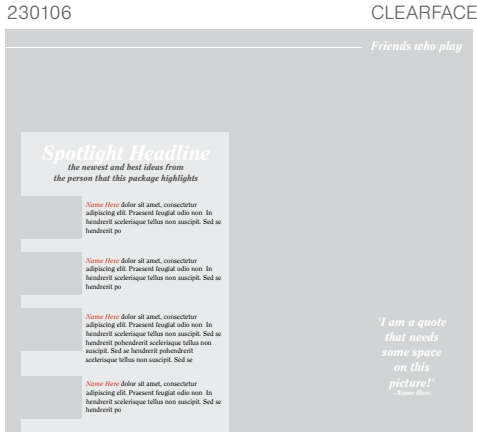 230106
CLEARFACE
Friends who play
Spotlight Headline
the newest and best ideas from
the person that this package highlights
Name Here dolor sit amet, consectetur
adipiscing elit. Praesent feugiat odio non  In
hendrerit scelerisque tellus non suscipit. Sed se
hendrerit po
Name Here dolor sit amet, consectetur
adipiscing elit. Praesent feugiat odio non  In
hendrerit scelerisque tellus non suscipit. Sed se
hendrerit po
Name Here dolor sit amet, consectetur
adipiscing elit. Praesent feugiat odio non  In
hendrerit scelerisque tellus non suscipit. Sed se
hendrerit pohendrerit scelerisque tellus non
suscipit. Sed se hendrerit pohendrerit
scelerisque tellus non suscipit. Sed se
Name Here dolor sit amet, consectetur
adipiscing elit. Praesent feugiat odio non  In
hendrerit scelerisque tellus non suscipit. Sed se
hendrerit po
"I am a quote
that needs
some space
on this
picture!"
-Name Here